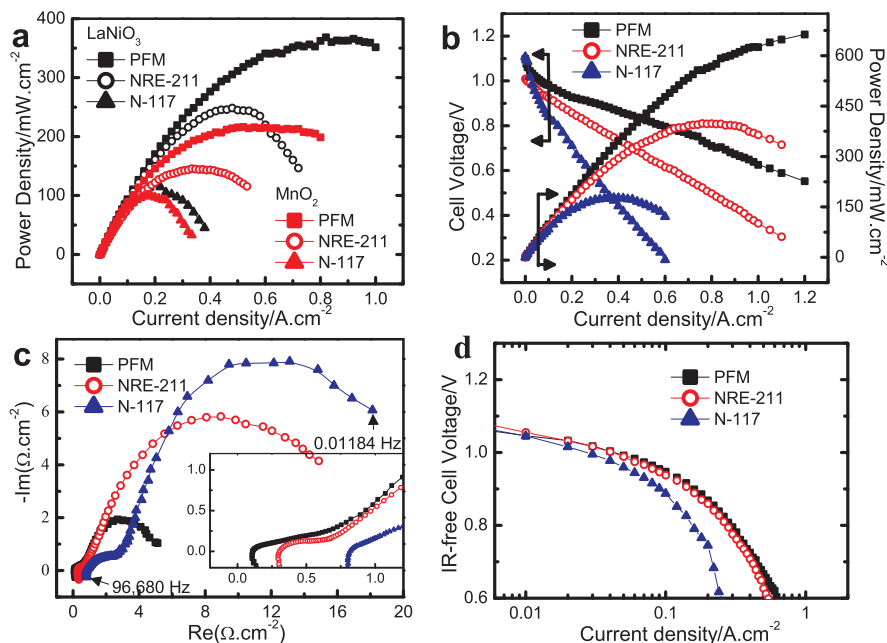 a
LaNiO3
PFM
NRE-211
N-117
MnO2
PFM
NRE-211
N-117
400
300
200
100
0
Power Density/mW.cm-2
0.0 0.2 0.4 0.6 0.8 1.0
Current density/A.cm-2
b
PFM
NRE-211
N-117
1.2
1.0
0.8
0.6
0.4
0.2
Cell Voltage/V
600
450
300
150
0
Power Density/mW.cm-2
0.0 0.2 0.4 0.6 0.8 1.0 1.2
Current density/A.cm-2
c
PFM
NRE-211
N-117
8
6
4
2
0
-Im(Ω.cm-2)
0.01184 Hz
96,680 Hz
1.0
0.5
0.0
0.0 0.5 1.0
0 4 8 12 16 20
Re(Ω.cm-2)
d
PFM
NRE-211
N-117
1.2
1.0
0.8
0.6
IR-free Cell Voltage/V
0.01 0.1 1
Current density/A.cm-2